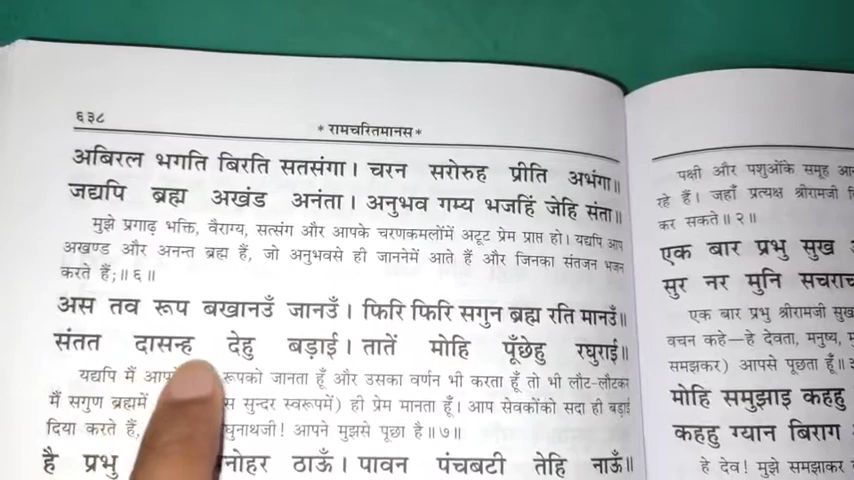 ६३८
*रामचरितमानस*
अबिरल भगति बिरति सतसंगा। चरन सरोरुह प्रीति अभंगा॥
जद्यपि ब्रह्म अखंड अनंता। अनुभव गम्य भजहिं जेहि संता॥
मुझे प्रगाढ़ भक्ति, वैराग्य, सत्संग और आपके चरणकमलोंमें अटूट प्रेम प्राप्त हो। यद्यपि आप
अखण्ड और अनन्त ब्रह्म हैं, जो अनुभवसे ही जाननेमें आते हैं और जिनका संतजन भजन
करते हैं;॥६॥
अस तव रूप बखानउँ जानउँ। फिरि फिरि सगुन ब्रह्म रति मानउँ॥
संतत दासन्ह देहु बड़ाई। तातें मोहि पूँछेहु रघुराई॥
यद्यपि मैं रूपको जानता हूँ और उसका वर्णन भी करता हूँ तो भी लौट-लौटकर
मैं सगुण ब्रह्ममें सुन्दर स्वरूपमें) ही प्रेम मानता हूँ। आप सेवकोंको सदा ही बड़ाई
दिया करते हैं, आपने मुझसे पूछा है॥७॥
है प्रभु ठाऊँ। पावन पंचबटी तेहि नाऊँ॥
पक्षी और पशुओंके समूह
रहे हैं। जहाँ प्रत्यक्ष श्रीरामजी
कर सकते॥२॥
एक बार प्रभु सुख
सुर नर मुनि
एक बार प्रभु श्रीरामजी
वचन कहे—हे देवता, मनुष्य,
समझकर) आपसे पूछता हूँ॥
मोहि समुझाइ कहहु
कहहु ग्यान बिराग
हे देव! मुझे समझाकर